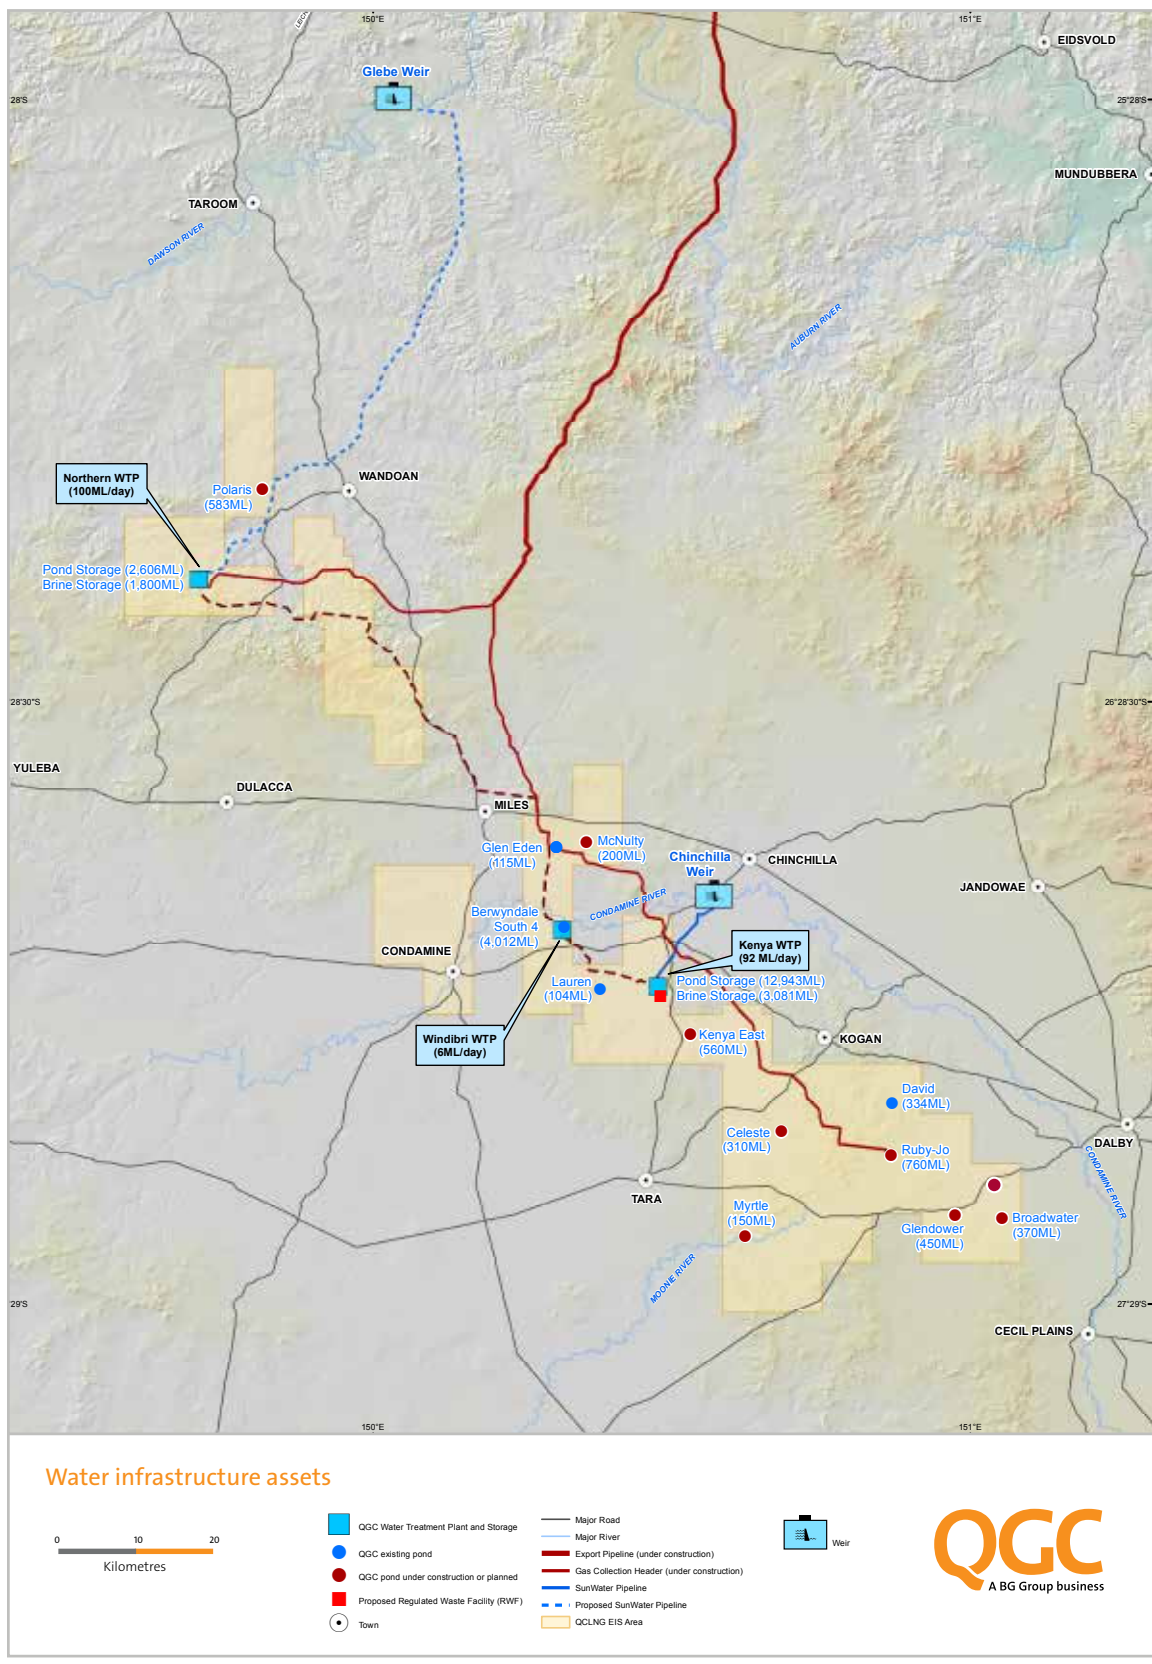 150°E
151°E
LEICH
EIDSVOLD
Glebe Weir
28'S
25°28'S
MUNDUBBERA
TAROOM
DAWSON RIVER
AUBURN RIVER
Northern WTP
(100ML/day)
WANDOAN
Polaris
(583ML)
Pond Storage (2,606ML)
Brine Storage (1,800ML)
28'30"S
26°28'30"S
YULEBA
DULACCA
MILES
Glen Eden
(115ML)
McNulty
(200ML)
Chinchilla
Weir
CHINCHILLA
JANDOWAE
CONDAMINE RIVER
Berwyndale
South 4
(4,012ML)
CONDAMINE
Kenya WTP
(92 ML/day)
Lauren
(104ML)
Pond Storage (12,943ML)
Brine Storage (3,081ML)
Windibri WTP
(6ML/day)
Kenya East
(560ML)
KOGAN
David
(334ML)
Celeste
(310ML)
DALBY
Ruby-Jo
(760ML)
CONDAMINE RIVER
TARA
Myrtle
(150ML)
Glendower
(450ML)
Broadwater
(370ML)
MOONIE RIVER
29'S
27°29'S
CECIL PLAINS
150°E
151°E
Water infrastructure assets
0 10 20
Kilometres
QGC Water Treatment Plant and Storage
QGC existing pond
QGC pond under construction or planned
Proposed Regulated Waste Facility (RWF)
Town
Major Road
Major River
Export Pipeline (under construction)
Gas Collection Header (under construction)
SunWater Pipeline
Proposed SunWater Pipeline
QCLNG EIS Area
Weir
QGC
A BG Group business